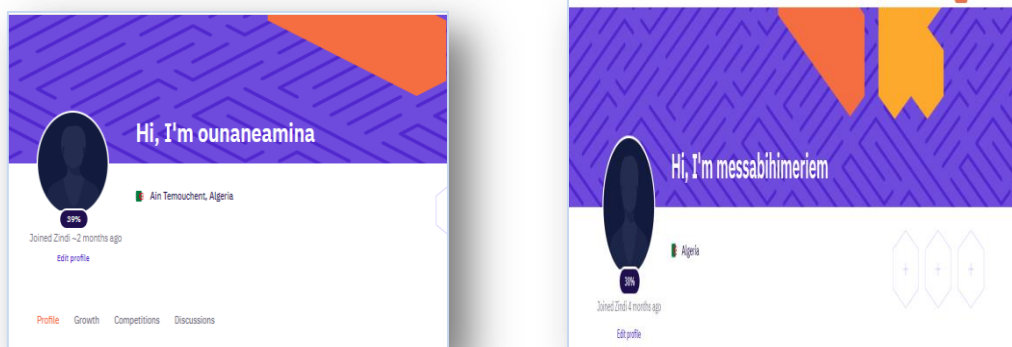 Hi, I'm ounaneamina
Ain Temouchent, Algeria
39%
Joined Zindi ~2 months ago
Edit profile
Profile Growth Competitions Discussions
Hi, I'm messabihimeriem
Algeria
38%
Joined Zindi 4 months ago
Edit profile